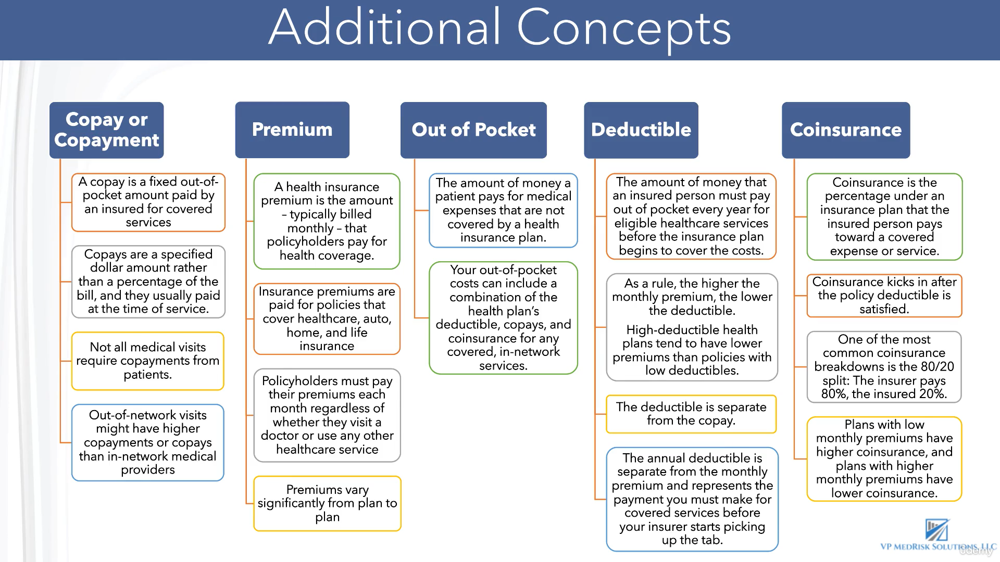 Additional Concepts
Copay or
Copayment
A copay is a fixed out-of-
pocket amount paid by
an insured for covered
services
Copays are a specified
dollar amount rather
than a percentage of the
bill, and they usually paid
at the time of service.
Not all medical visits
require copayments from
patients.
Out-of-network visits
might have higher
copayments or copays
than in-network medical
providers
Premium
A health insurance
premium is the amount
– typically billed
monthly – that
policyholders pay for
health coverage.
Insurance premiums are
paid for policies that
cover healthcare, auto,
home, and life
insurance
Policyholders must pay
their premiums each
month regardless of
whether they visit a
doctor or use any other
healthcare service
Premiums vary
significantly from plan to
plan
Out of Pocket
The amount of money a
patient pays for medical
expenses that are not
covered by a health
insurance plan.
Your out-of-pocket
costs can include a
combination of the
health plan’s
deductible, copays, and
coinsurance for any
covered, in-network
services.
Deductible
The amount of money that
an insured person must pay
out of pocket every year for
eligible healthcare services
before the insurance plan
begins to cover the costs.
As a rule, the higher the
monthly premium, the lower
the deductible.
High-deductible health
plans tend to have lower
premiums than policies with
low deductibles.
The deductible is separate
from the copay.
The annual deductible is
separate from the monthly
premium and represents the
payment you must make for
covered services before
your insurer starts picking
up the tab.
Coinsurance
Coinsurance is the
percentage under an
insurance plan that the
insured person pays
toward a covered
expense or service.
Coinsurance kicks in after
the policy deductible is
satisfied.
One of the most
common coinsurance
breakdowns is the 80/20
split: The insurer pays
80%, the insured 20%.
Plans with low
monthly premiums have
higher coinsurance, and
plans with higher
monthly premiums have
lower coinsurance.
VP MEDRISK SOLUTIONS, LLC
udemy